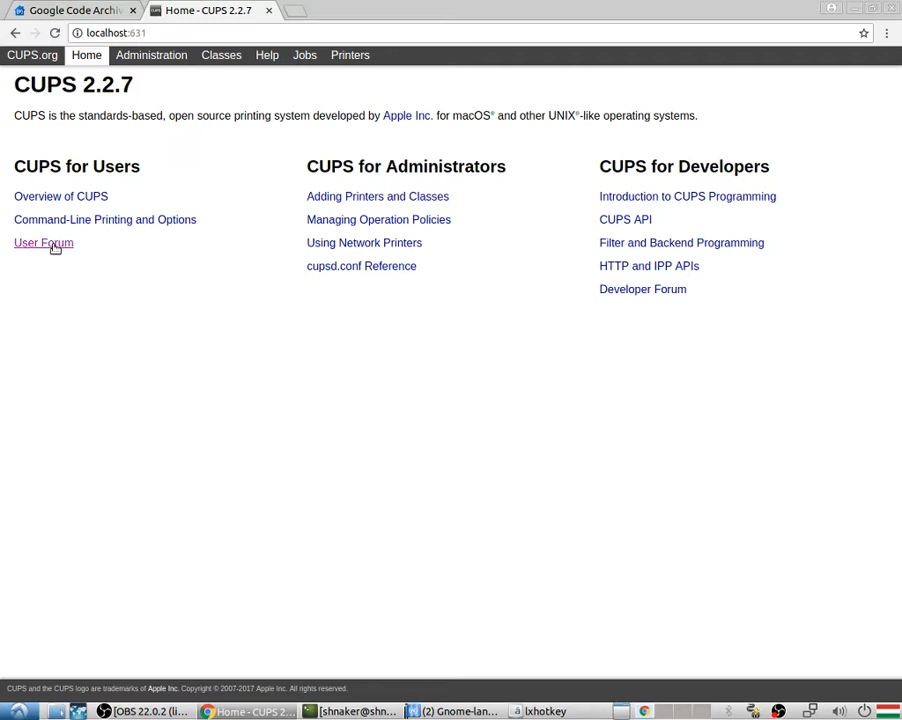 Google Code Archiv
Home - CUPS 2.2.7
localhost:631
CUPS.org Home Administration Classes Help Jobs Printers
CUPS 2.2.7
CUPS is the standards-based, open source printing system developed by Apple Inc. for macOS® and other UNIX®-like operating systems.
CUPS for Users
Overview of CUPS
Command-Line Printing and Options
User Forum
CUPS for Administrators
Adding Printers and Classes
Managing Operation Policies
Using Network Printers
cupsd.conf Reference
CUPS for Developers
Introduction to CUPS Programming
CUPS API
Filter and Backend Programming
HTTP and IPP APIs
Developer Forum
CUPS and the CUPS logo are trademarks of Apple Inc. Copyright © 2007-2017 Apple Inc. All rights reserved.
[OBS 22.0.2 (li... Home - CUPS 2... [shnaker@shn... (2) Gnome-lan... lxhotkey